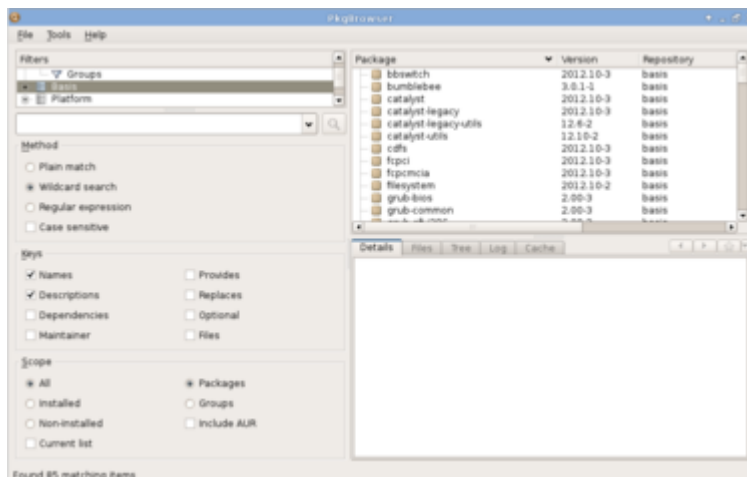 PkgBrowser
File Tools Help
Filters
Groups
Basis
Platform
Method
Plain match
Wildcard search
Regular expression
Case sensitive
Keys
Names Provides
Descriptions Replaces
Dependencies Optional
Maintainer Files
Scope
All Packages
Installed Groups
Non-installed Include AUR
Current list
Package Version Repository
bbswitch 2012.10-3 basis
bumblebee 3.0.1-1 basis
catalyst 2012.10-3 basis
catalyst-legacy 2012.10-3 basis
catalyst-legacy-utils 12.6-2 basis
catalyst-utils 12.10-2 basis
cdfs 2012.10-3 basis
fcpci 2012.10-3 basis
fcpcmcia 2012.10-3 basis
filesystem 2012.10-2 basis
grub-bios 2.00-3 basis
grub-common 2.00-3 basis
2.00-3 basis
Details Files Tree Log Cache
Found 85 matching items